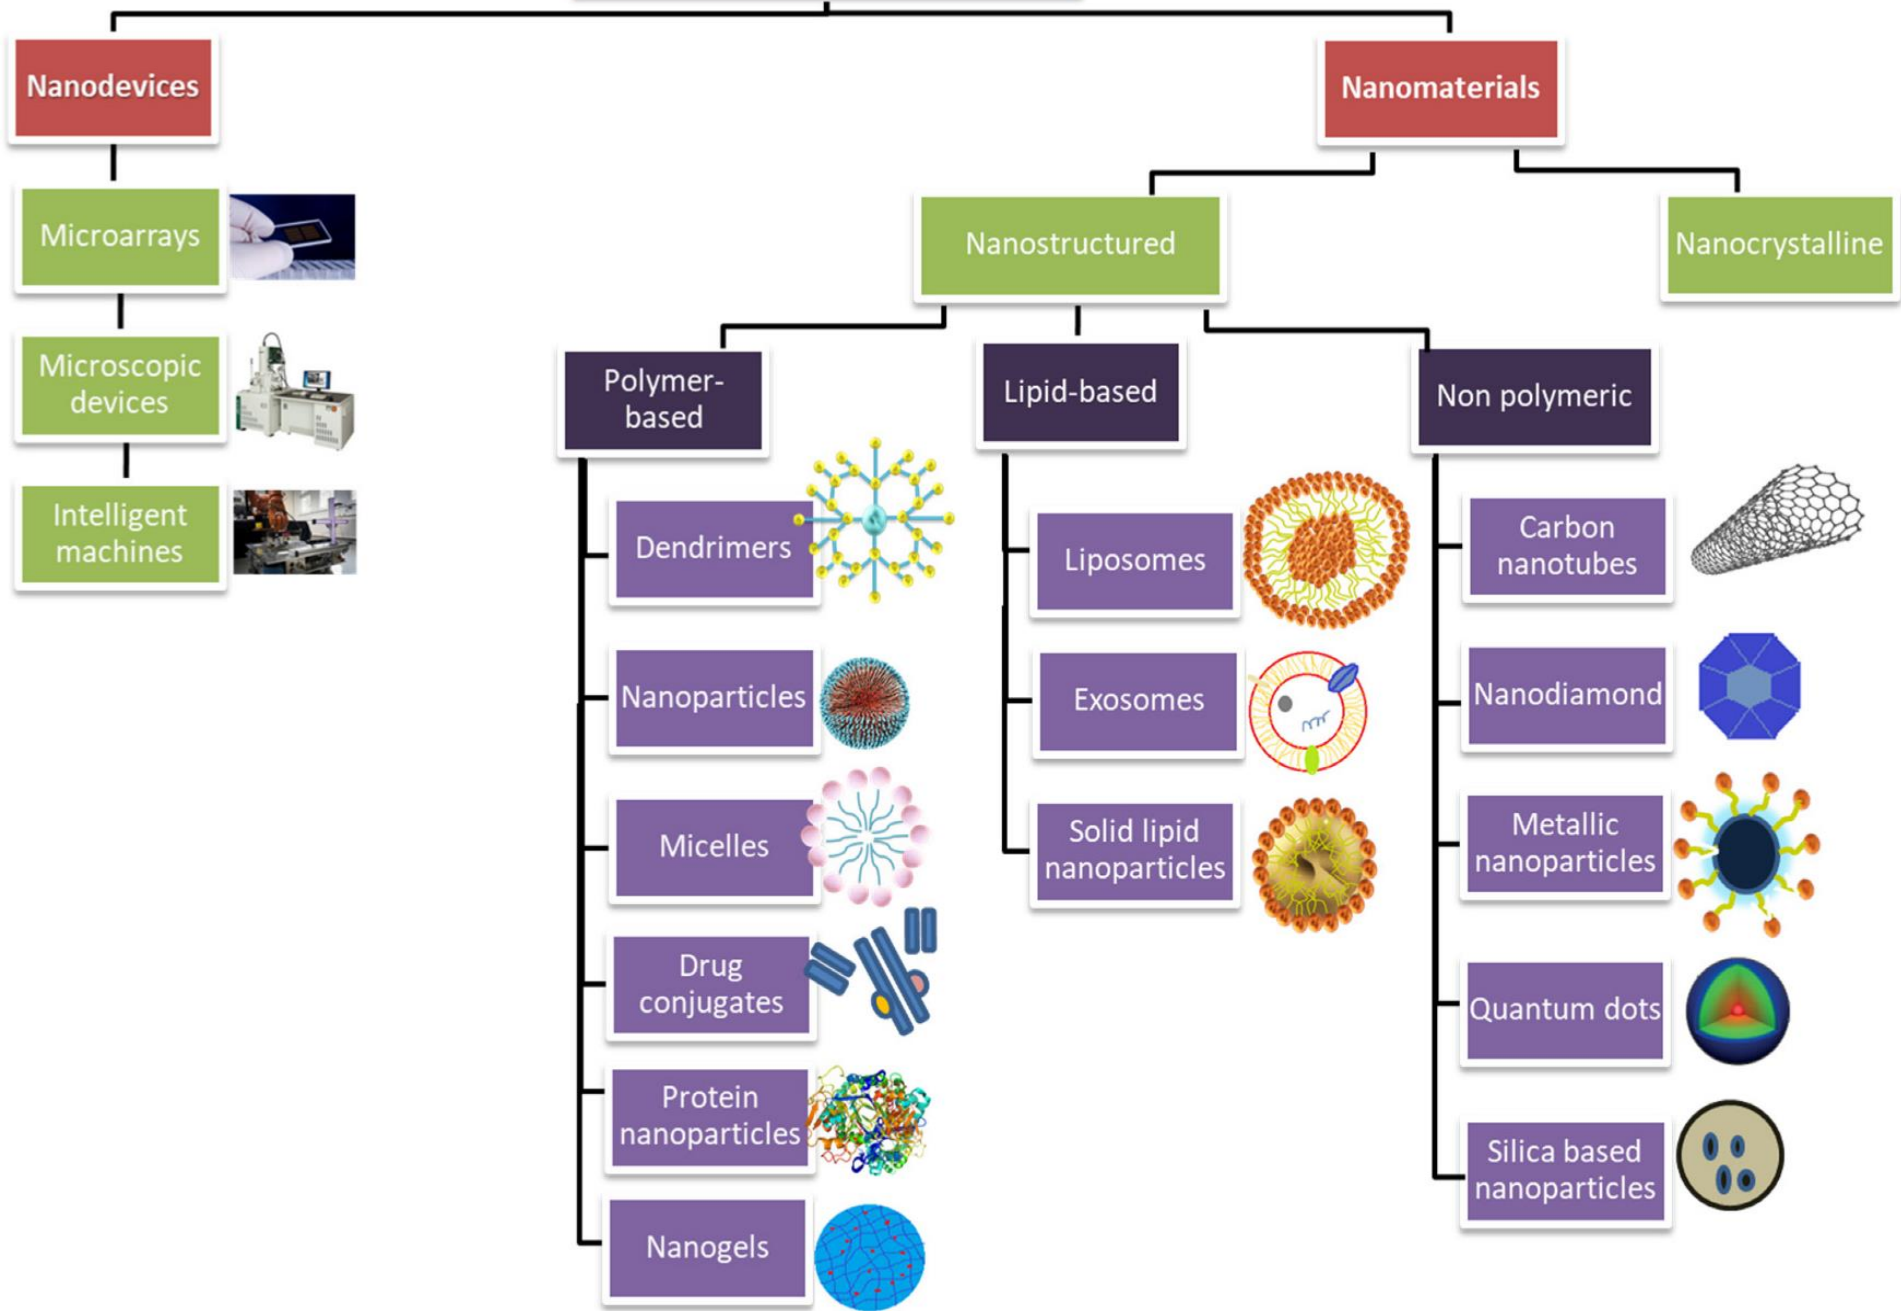 Nanodevices
Nanomaterials
Microarrays
Microscopic
devices
Intelligent
machines
Nanostructured
Nanocrystalline
Polymer-
based
Lipid-based
Non polymeric
Dendrimers
Nanoparticles
Micelles
Drug
conjugates
Protein
nanoparticles
Nanogels
Liposomes
Exosomes
Solid lipid
nanoparticles
Carbon
nanotubes
Nanodiamond
Metallic
nanoparticles
Quantum dots
Silica based
nanoparticles